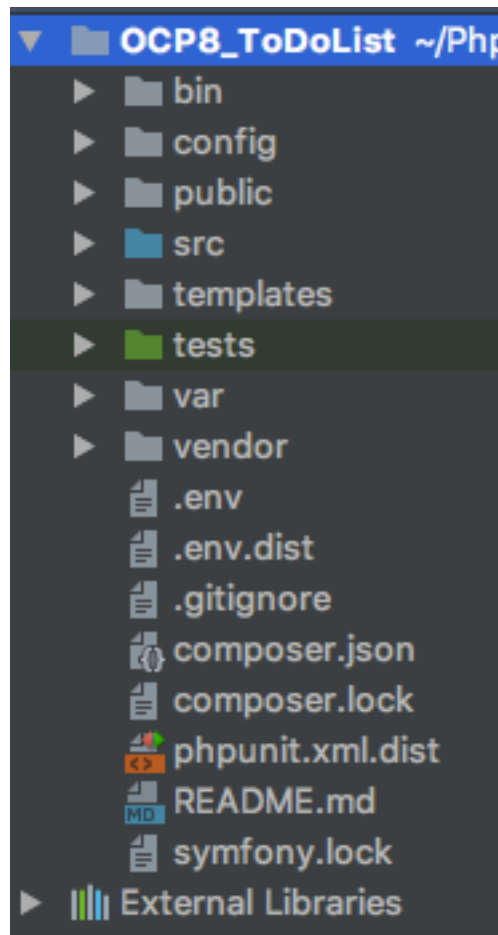 OCP8_ToDoList ~/Php
bin
config
public
src
templates
tests
var
vendor
.env
.env.dist
.gitignore
composer.json
composer.lock
phpunit.xml.dist
README.md
symfony.lock
External Libraries